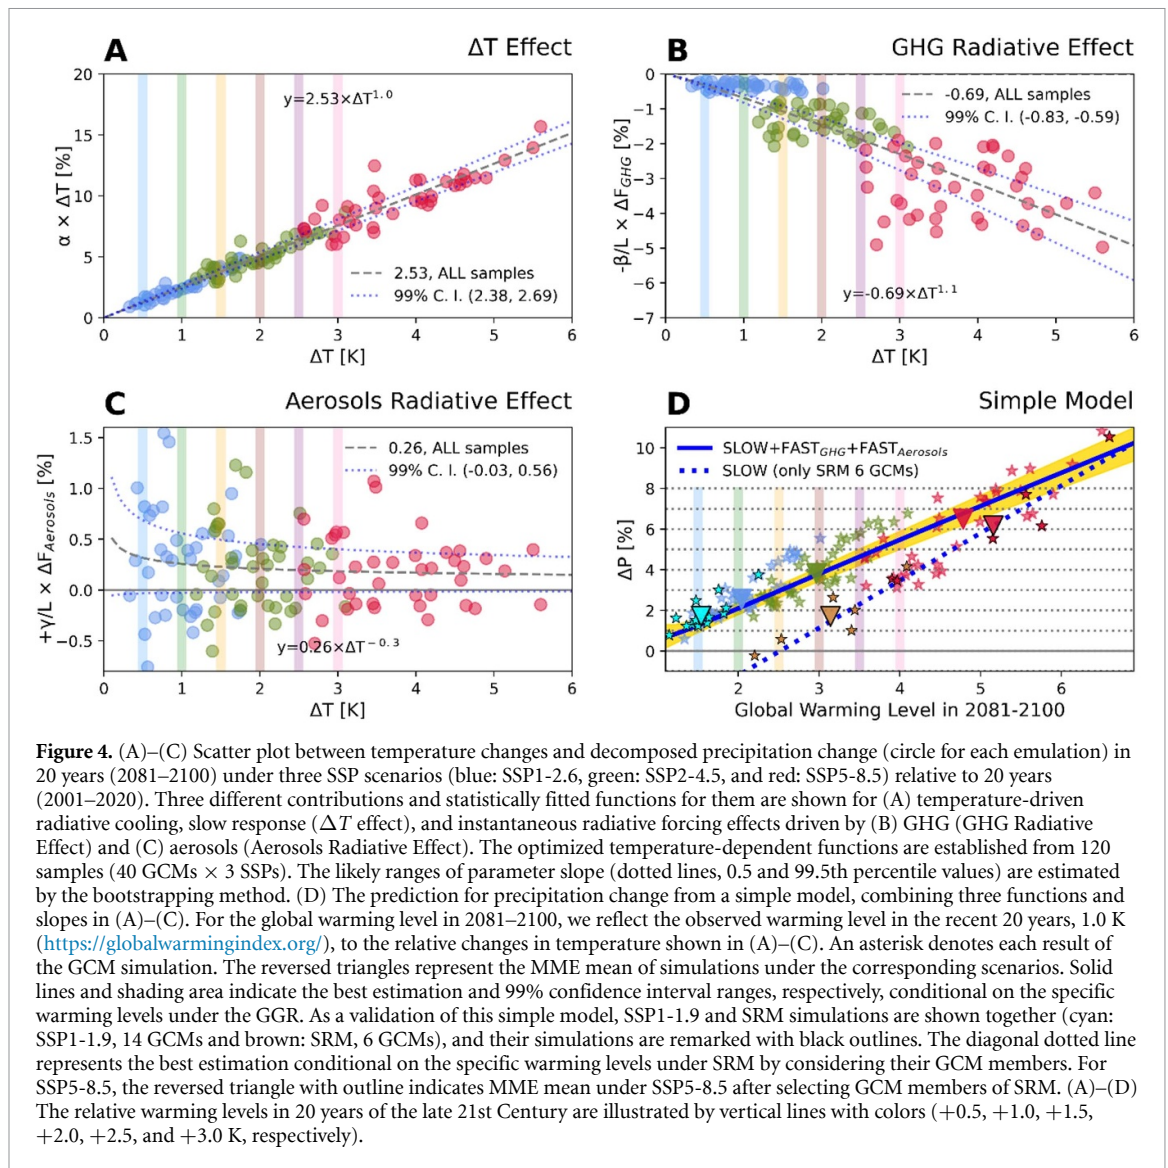 A
ΔT Effect
20
15
10
5
0
α × ΔT [%]
y=2.53×ΔT^1.0
2.53, ALL samples
99% C. I. (2.38, 2.69)
0 1 2 3 4 5 6
ΔT [K]
B
GHG Radiative Effect
0
−1
−2
−3
−4
−5
−6
−7
-β/L × ΔF_GHG [%]
-0.69, ALL samples
99% C. I. (-0.83, -0.59)
y=-0.69×ΔT^1.1
0 1 2 3 4 5 6
ΔT [K]
C
Aerosols Radiative Effect
1.5
1.0
0.5
0.0
−0.5
+γ/L × ΔF_Aerosols [%]
0.26, ALL samples
99% C. I. (-0.03, 0.56)
y=0.26×ΔT^−0.3
0 1 2 3 4 5 6
ΔT [K]
D
Simple Model
10
8
6
4
2
0
ΔP [%]
SLOW+FAST_GHG+FAST_Aerosols
SLOW (only SRM 6 GCMs)
2 3 4 5 6
Global Warming Level in 2081-2100
Figure 4. (A)–(C) Scatter plot between temperature changes and decomposed precipitation change (circle for each emulation) in
20 years (2081–2100) under three SSP scenarios (blue: SSP1-2.6, green: SSP2-4.5, and red: SSP5-8.5) relative to 20 years
(2001–2020). Three different contributions and statistically fitted functions for them are shown for (A) temperature-driven
radiative cooling, slow response (ΔT effect), and instantaneous radiative forcing effects driven by (B) GHG (GHG Radiative
Effect) and (C) aerosols (Aerosols Radiative Effect). The optimized temperature-dependent functions are established from 120
samples (40 GCMs × 3 SSPs). The likely ranges of parameter slope (dotted lines, 0.5 and 99.5th percentile values) are estimated
by the bootstrapping method. (D) The prediction for precipitation change from a simple model, combining three functions and
slopes in (A)–(C). For the global warming level in 2081–2100, we reflect the observed warming level in the recent 20 years, 1.0 K
(https://globalwarmingindex.org/), to the relative changes in temperature shown in (A)–(C). An asterisk denotes each result of
the GCM simulation. The reversed triangles represent the MME mean of simulations under the corresponding scenarios. Solid
lines and shading area indicate the best estimation and 99% confidence interval ranges, respectively, conditional on the specific
warming levels under the GGR. As a validation of this simple model, SSP1-1.9 and SRM simulations are shown together (cyan:
SSP1-1.9, 14 GCMs and brown: SRM, 6 GCMs), and their simulations are remarked with black outlines. The diagonal dotted line
represents the best estimation conditional on the specific warming levels under SRM by considering their GCM members. For
SSP5-8.5, the reversed triangle with outline indicates MME mean under SSP5-8.5 after selecting GCM members of SRM. (A)–(D)
The relative warming levels in 20 years of the late 21st Century are illustrated by vertical lines with colors (+0.5, +1.0, +1.5,
+2.0, +2.5, and +3.0 K, respectively).